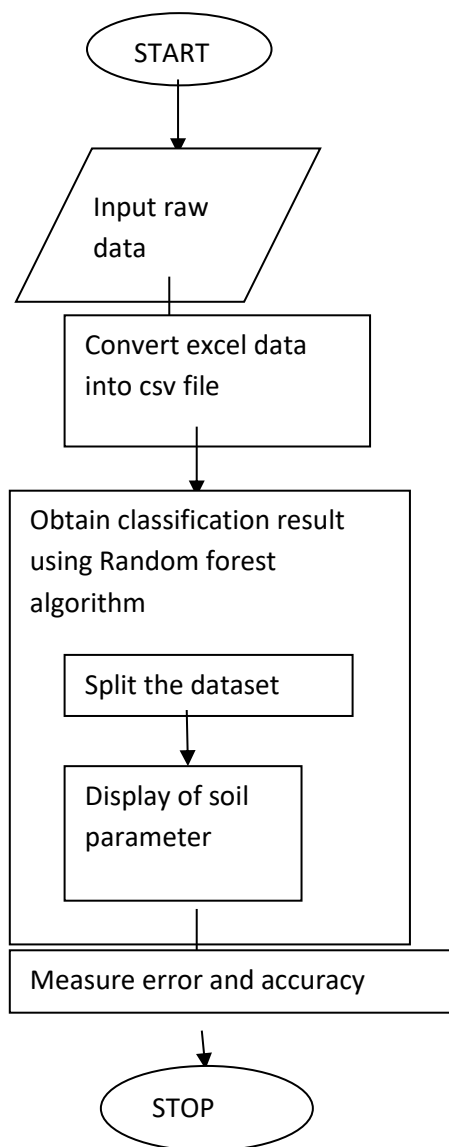 START
Input raw
data
Convert excel data
into csv file
Obtain classification result
using Random forest
algorithm
Split the dataset
Display of soil
parameter
Measure error and accuracy
STOP